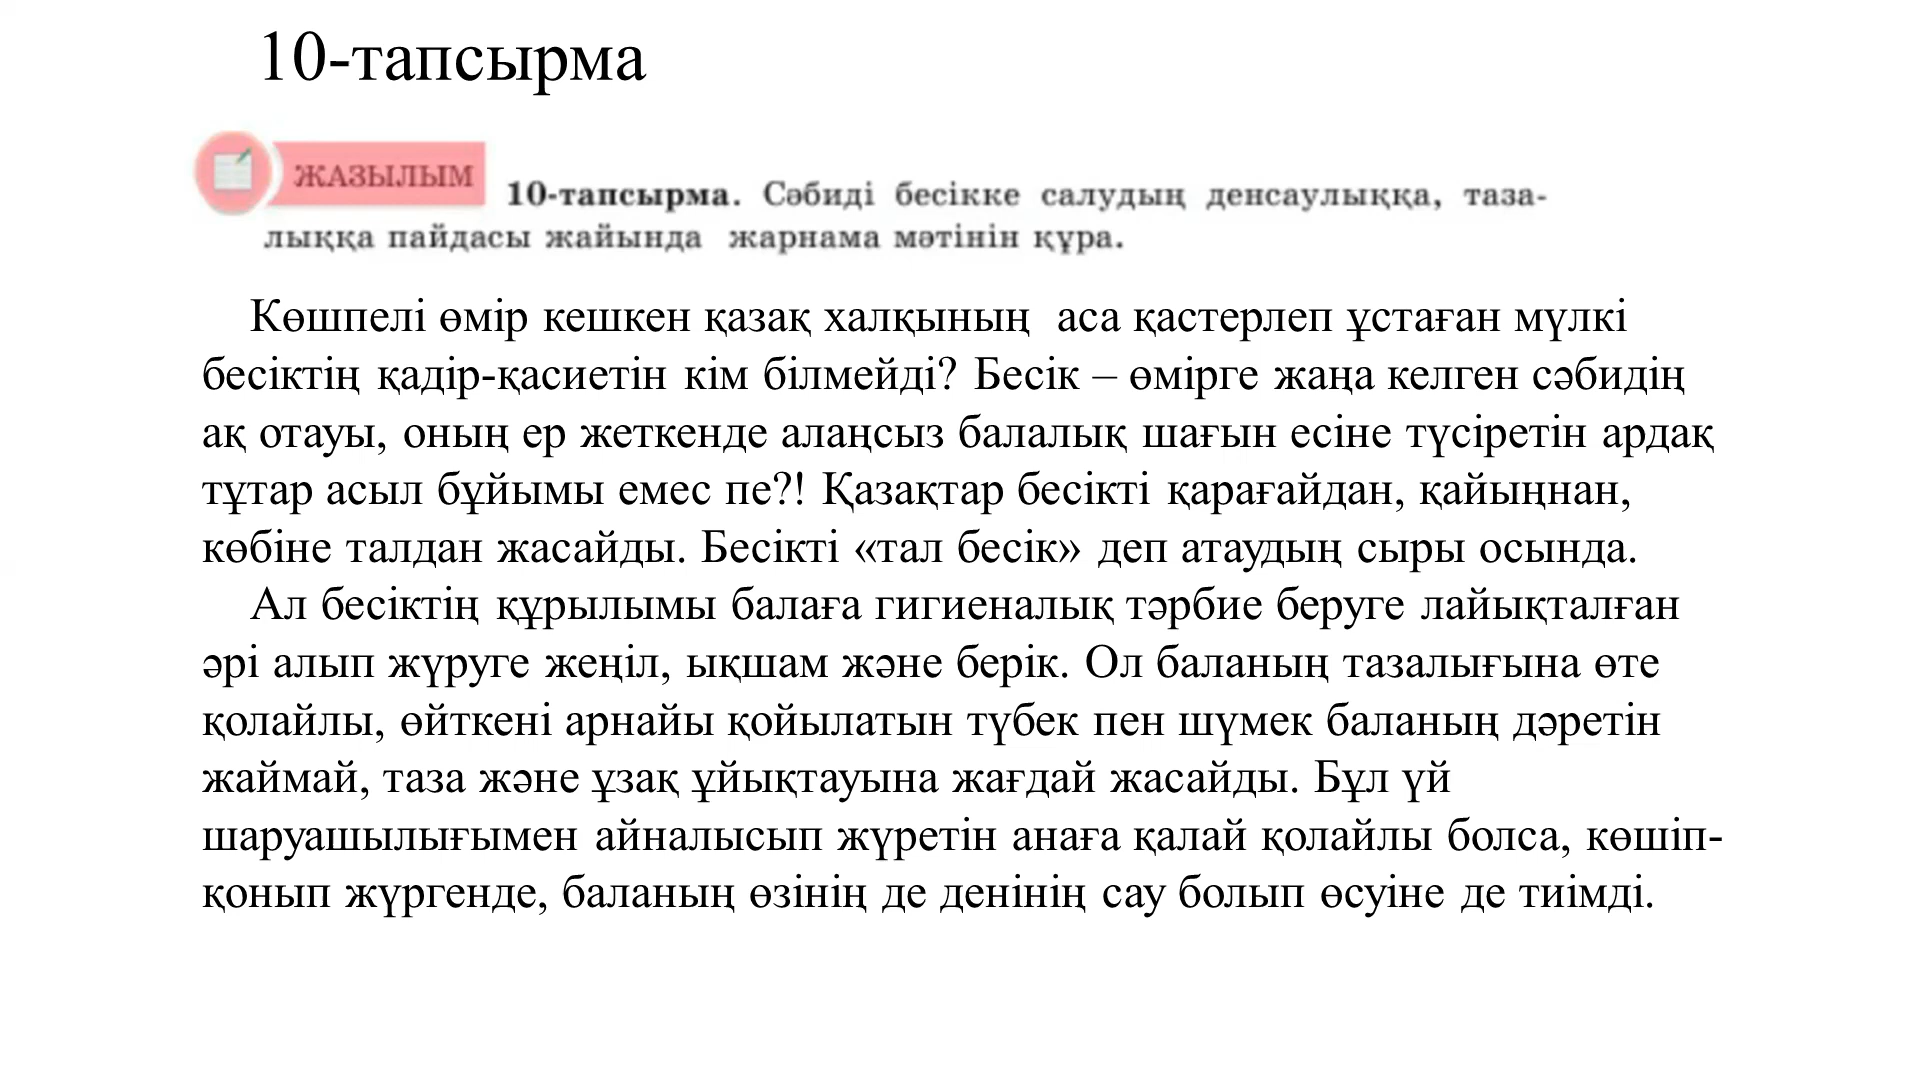 10-тапсырма
ЖАЗЫЛЫМ
10-тапсырма. Сәбиді бесікке салудың денсаулыққа, таза-
лыққа пайдасы жайында жарнама мәтінін құра.
Көшпелі өмір кешкен қазақ халқының аса қастерлеп ұстаған мүлкі
бесіктің қадір-қасиетін кім білмейді? Бесік – өмірге жаңа келген сәбидің
ақ отауы, оның ер жеткенде алаңсыз балалық шағын есіне түсіретін ардақ
тұтар асыл бұйымы емес пе?! Қазақтар бесікті қарағайдан, қайыңнан,
көбіне талдан жасайды. Бесікті «тал бесік» деп атаудың сыры осында.
Ал бесіктің құрылымы балаға гигиеналық тәрбие беруге лайықталған
әрі алып жүруге жеңіл, ықшам және берік. Ол баланың тазалығына өте
қолайлы, өйткені арнайы қойылатын түбек пен шүмек баланың дәретін
жаймай, таза және ұзақ ұйықтауына жағдай жасайды. Бұл үй
шаруашылығымен айналысып жүретін анаға қалай қолайлы болса, көшіп-
қонып жүргенде, баланың өзінің де денінің сау болып өсуіне де тиімді.